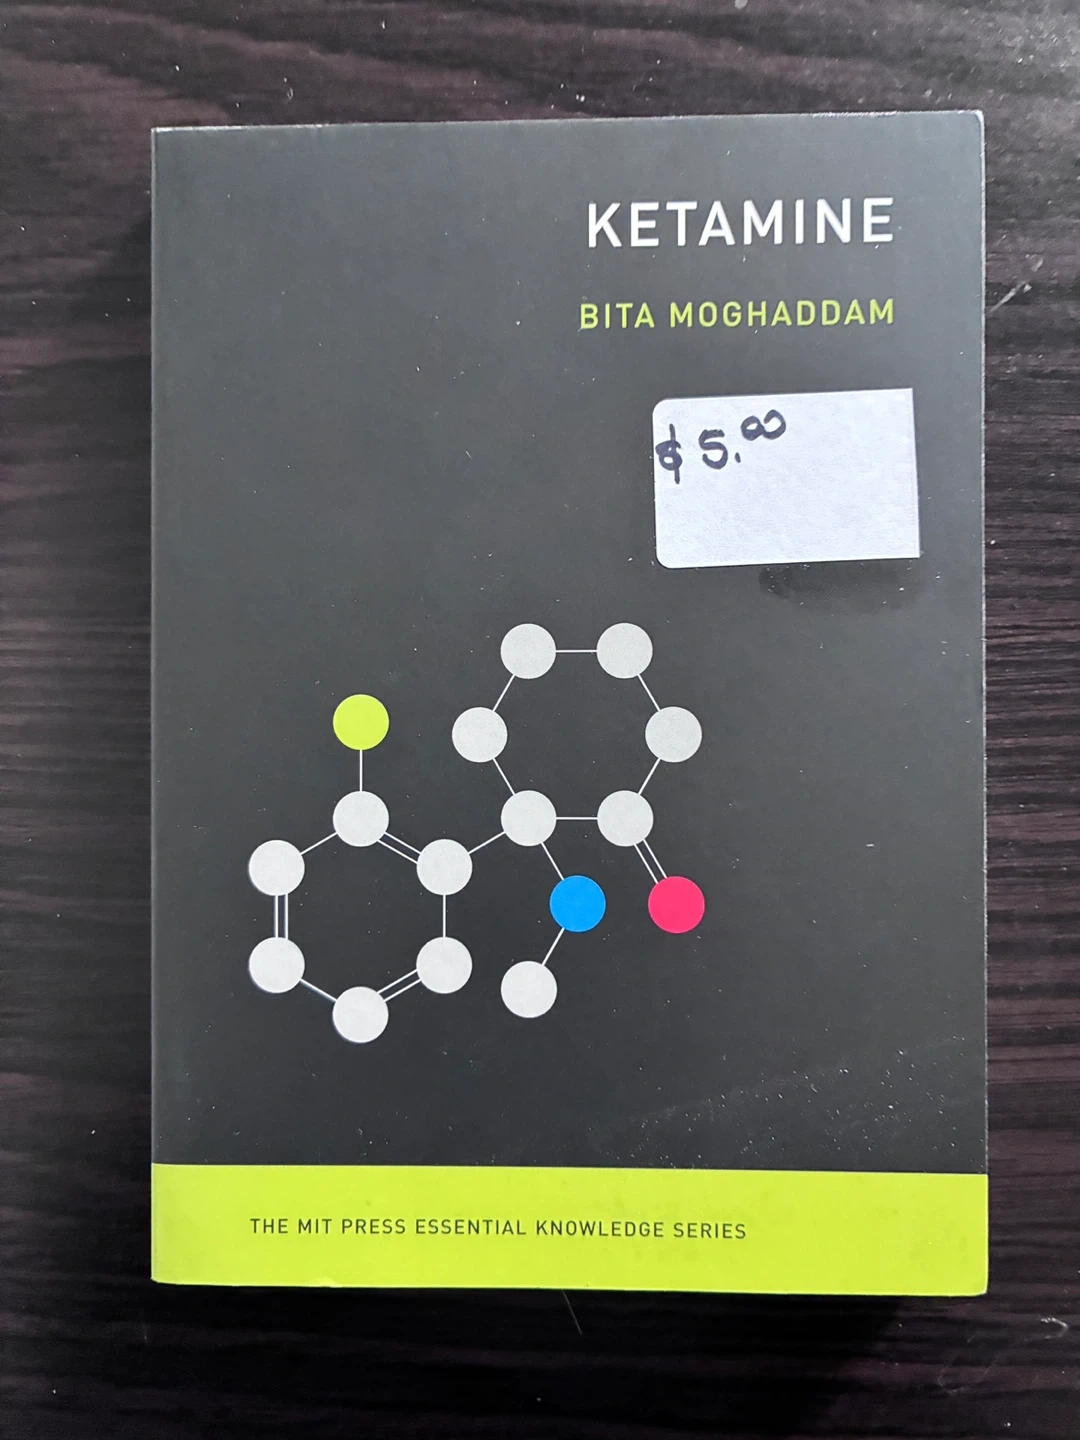 KETAMINE
BITA MOGHADDAM
$5.00
THE MIT PRESS ESSENTIAL KNOWLEDGE SERIES